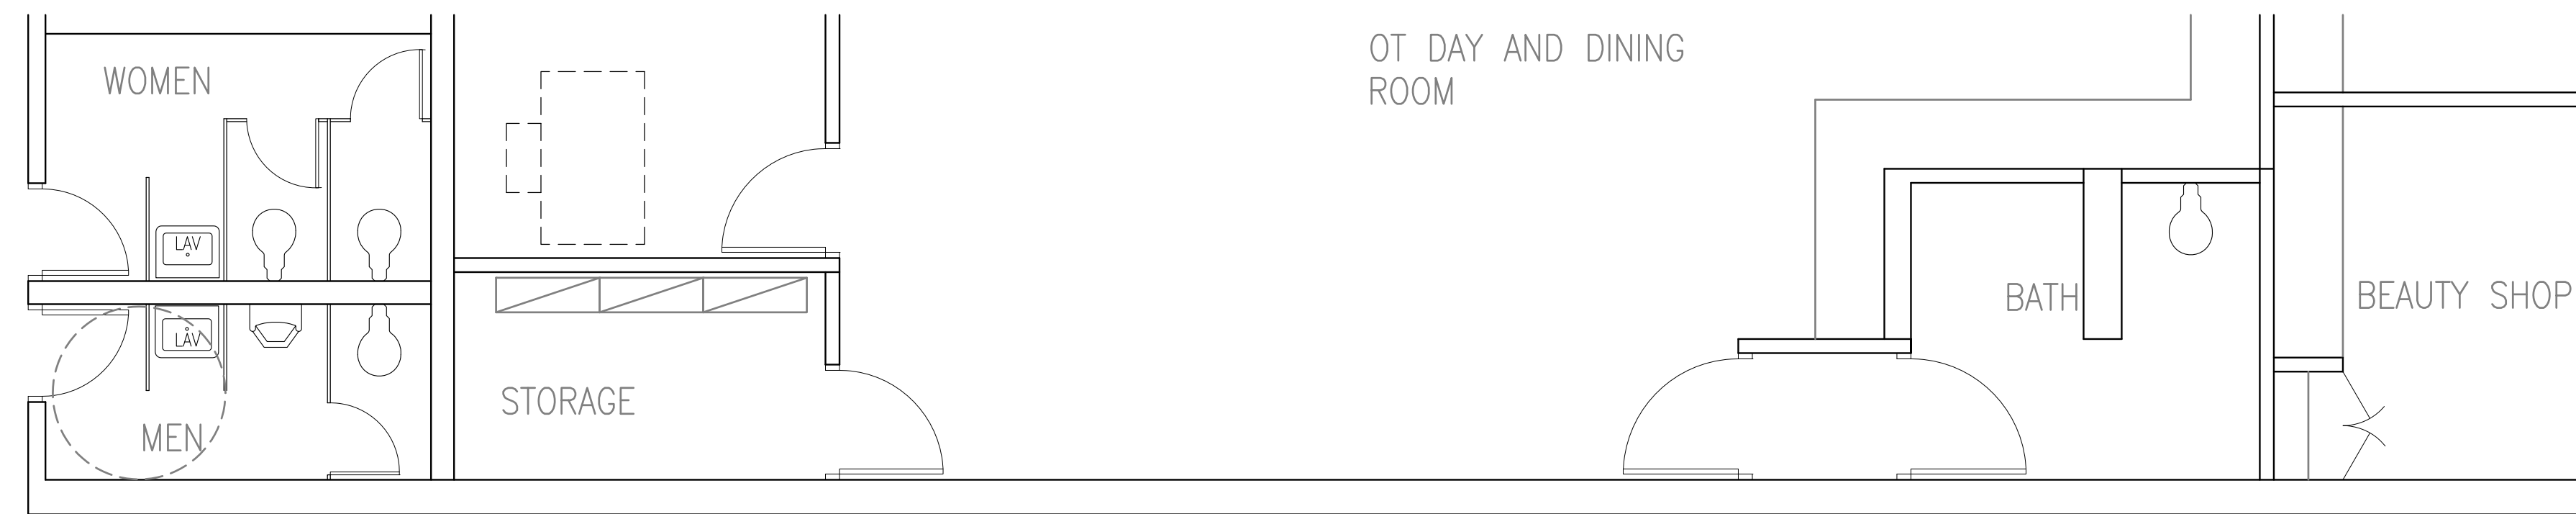 OT DAY AND DINING
ROOM
WOMEN
LAV
BATH
BEAUTY SHOP
LAV
STORAGE
MEN